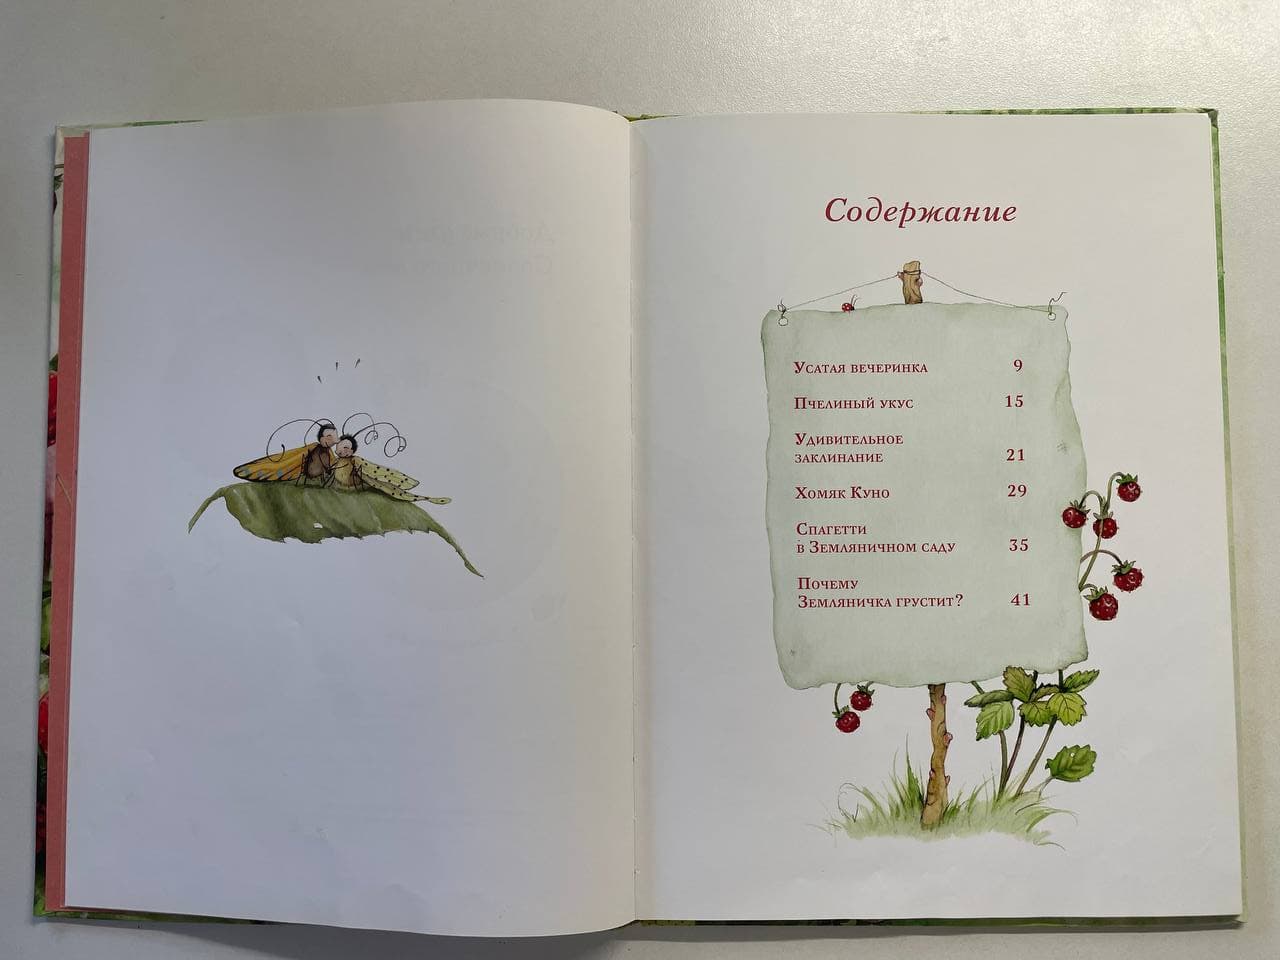 Содержание
Усатая вечеринка 9
Пчелиный укус 15
Удивительное
заклинание 21
Хомяк Куно 29
Спагетти
в Земляничном саду 35
Почему
Земляничка грустит? 41